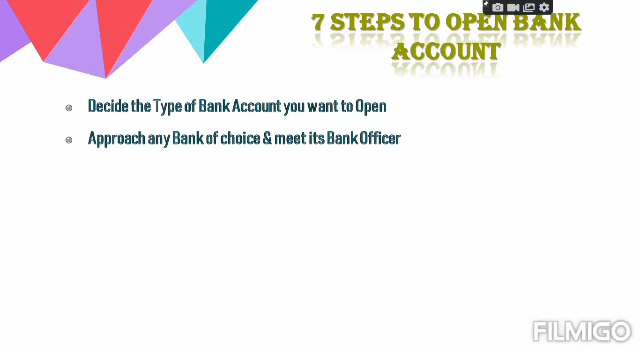 7 STEPS TO OPEN BANK
ACCOUNT
Decide the Type of Bank Account you want to Open
Approach any Bank of choice & meet its Bank Officer
FILMIGO